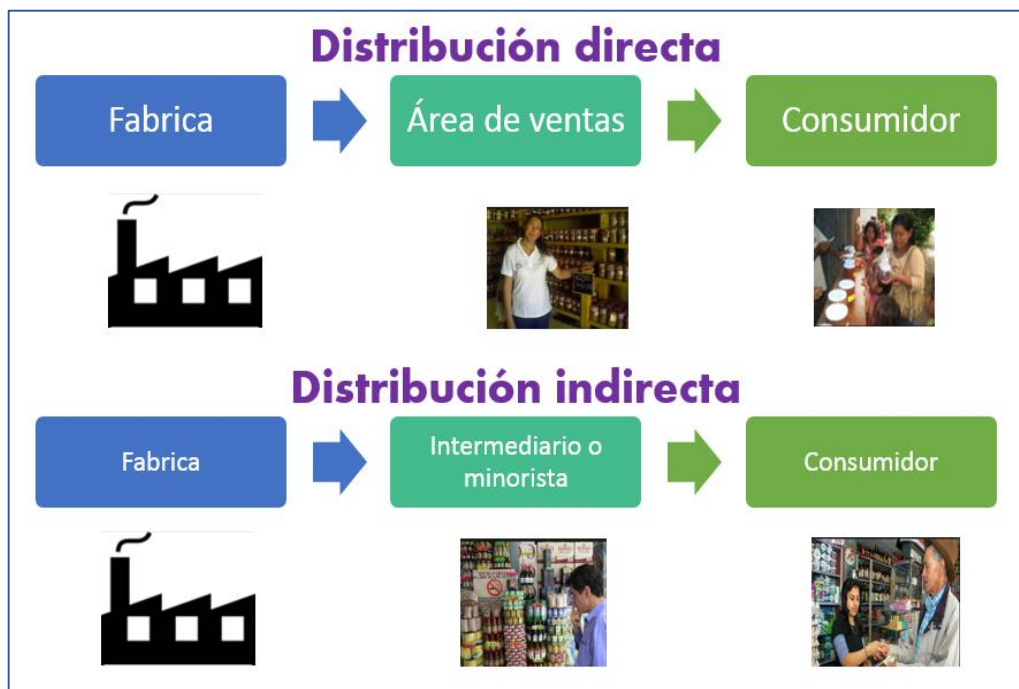 Distribución directa
Fabrica
Área de ventas
Consumidor
Distribución indirecta
Fabrica
Intermediario o
minorista
Consumidor